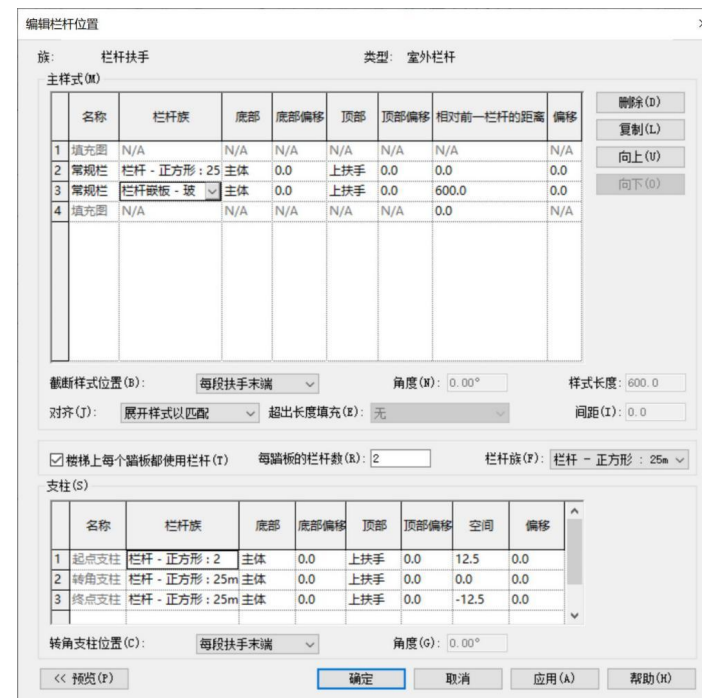 编辑栏杆位置
族: 栏杆扶手 类型: 室外栏杆
主样式(M)
名称 栏杆族 底部 底部偏移 顶部 顶部偏移 相对前一栏杆的距离 偏移
1 填充图 N/A N/A N/A N/A N/A N/A N/A
2 常规栏 栏杆 - 正方形 : 25 主体 0.0 上扶手 0.0 0.0 0.0
3 常规栏 栏杆嵌板 - 玻 主体 0.0 上扶手 0.0 600.0 0.0
4 填充图 N/A N/A N/A N/A N/A 0.0 N/A
删除(D)
复制(L)
向上(U)
向下(O)
截断样式位置(B): 每段扶手末端 角度(N): 0.00° 样式长度: 600.0
对齐(J): 展开样式以匹配 超出长度填充(E): 无 间距(I): 0.0
楼梯上每个踏板都使用栏杆(T) 每踏板的栏杆数(R): 2 栏杆族(F): 栏杆 - 正方形 : 25m
支柱(S)
名称 栏杆族 底部 底部偏移 顶部 顶部偏移 空间 偏移
1 起点支柱 栏杆 - 正方形 : 2 主体 0.0 上扶手 0.0 12.5 0.0
2 转角支柱 栏杆 - 正方形 : 25m 主体 0.0 上扶手 0.0 0.0 0.0
3 终点支柱 栏杆 - 正方形 : 25m 主体 0.0 上扶手 0.0 -12.5 0.0
转角支柱位置(C): 每段扶手末端 角度(G): 0.00°
<< 预览(P) 确定 取消 应用(A) 帮助(H)